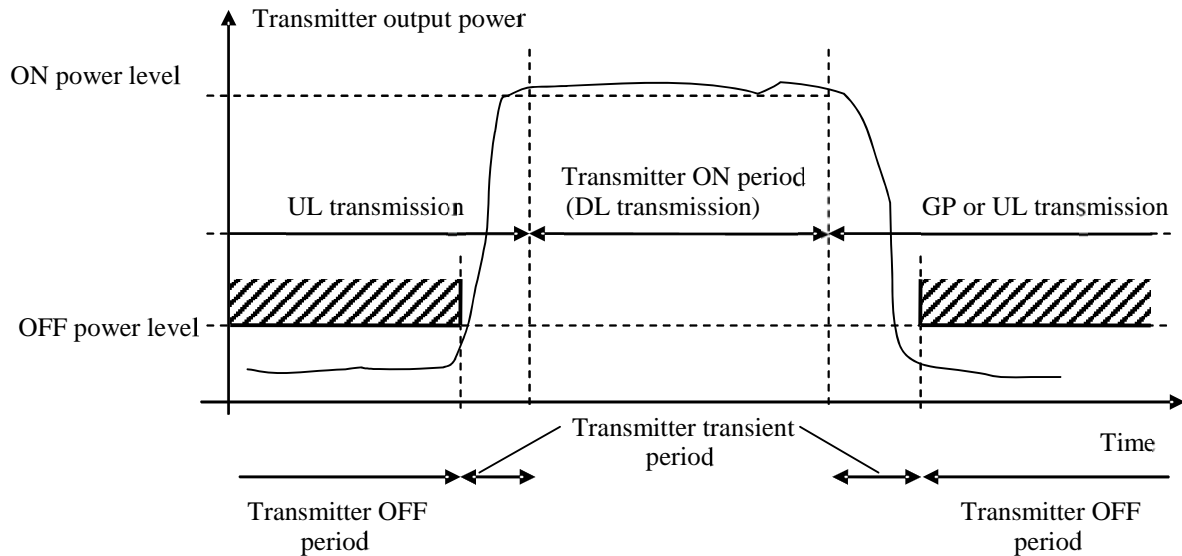 Transmitter output power
ON power level
Transmitter ON period
(DL transmission)
UL transmission
GP or UL transmission
OFF power level
Transmitter transient
period
Time
Transmitter OFF
period
Transmitter OFF
period